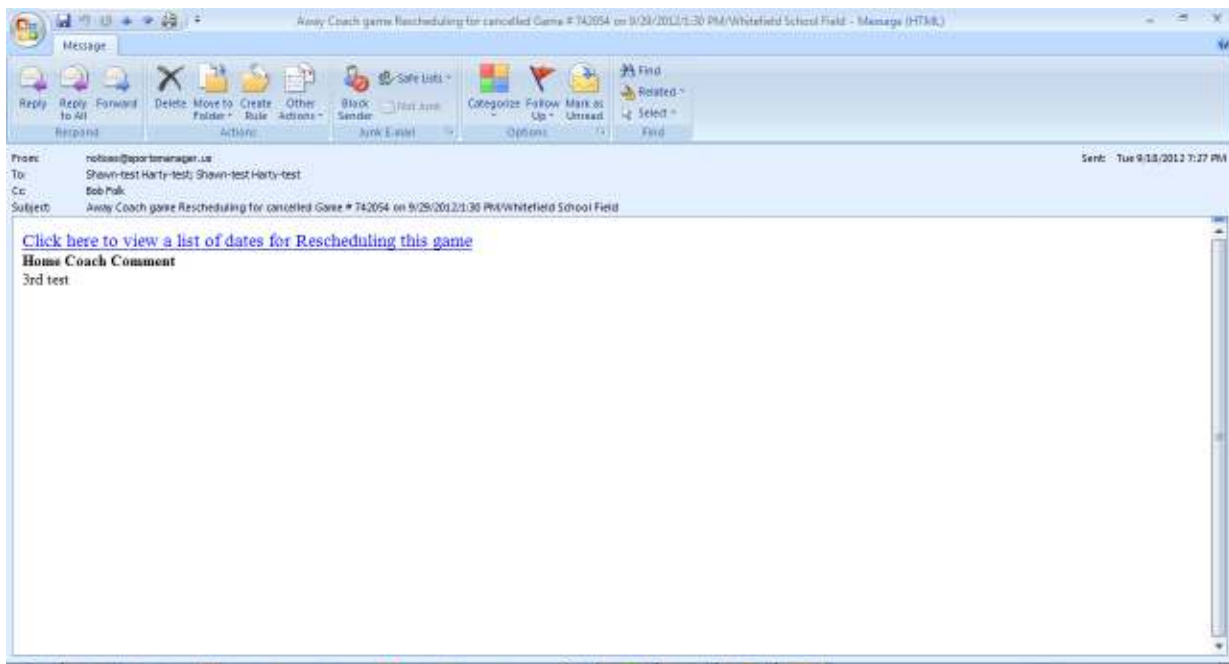 Away Coach game Rescheduling for cancelled Game # 742054 on 9/29/2012/1:30 PM/Whitefield School Field - Message (HTML)
Message
Reply Reply to All Forward
Respond
Delete Move to Folder Create Rule Other Actions
Actions
Block Sender Safe Lists Not Junk
Junk E-mail
Categorize Follow Up Mark as Unread
Options
Find
Related
Select
Find
From: notices@sportsmanager.us
Sent: Tue 9/18/2012 7:27 PM
To: Shawn-test Harty-test; Shawn-test Harty-test
Cc: Bob Polk
Subject: Away Coach game Rescheduling for cancelled Game # 742054 on 9/29/2012/1:30 PM/Whitefield School Field
Click here to view a list of dates for Rescheduling this game
Home Coach Comment
3rd test